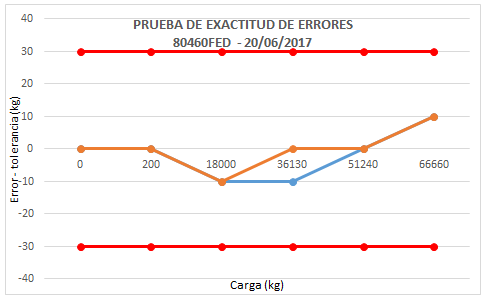 PRUEBA DE EXACTITUD DE ERRORES
80460FED - 20/06/2017
40
30
20
10
0
-10
-20
-30
-40
Error - tolerancia (kg)
0 200 18000 36130 51240 66660
Carga (kg)